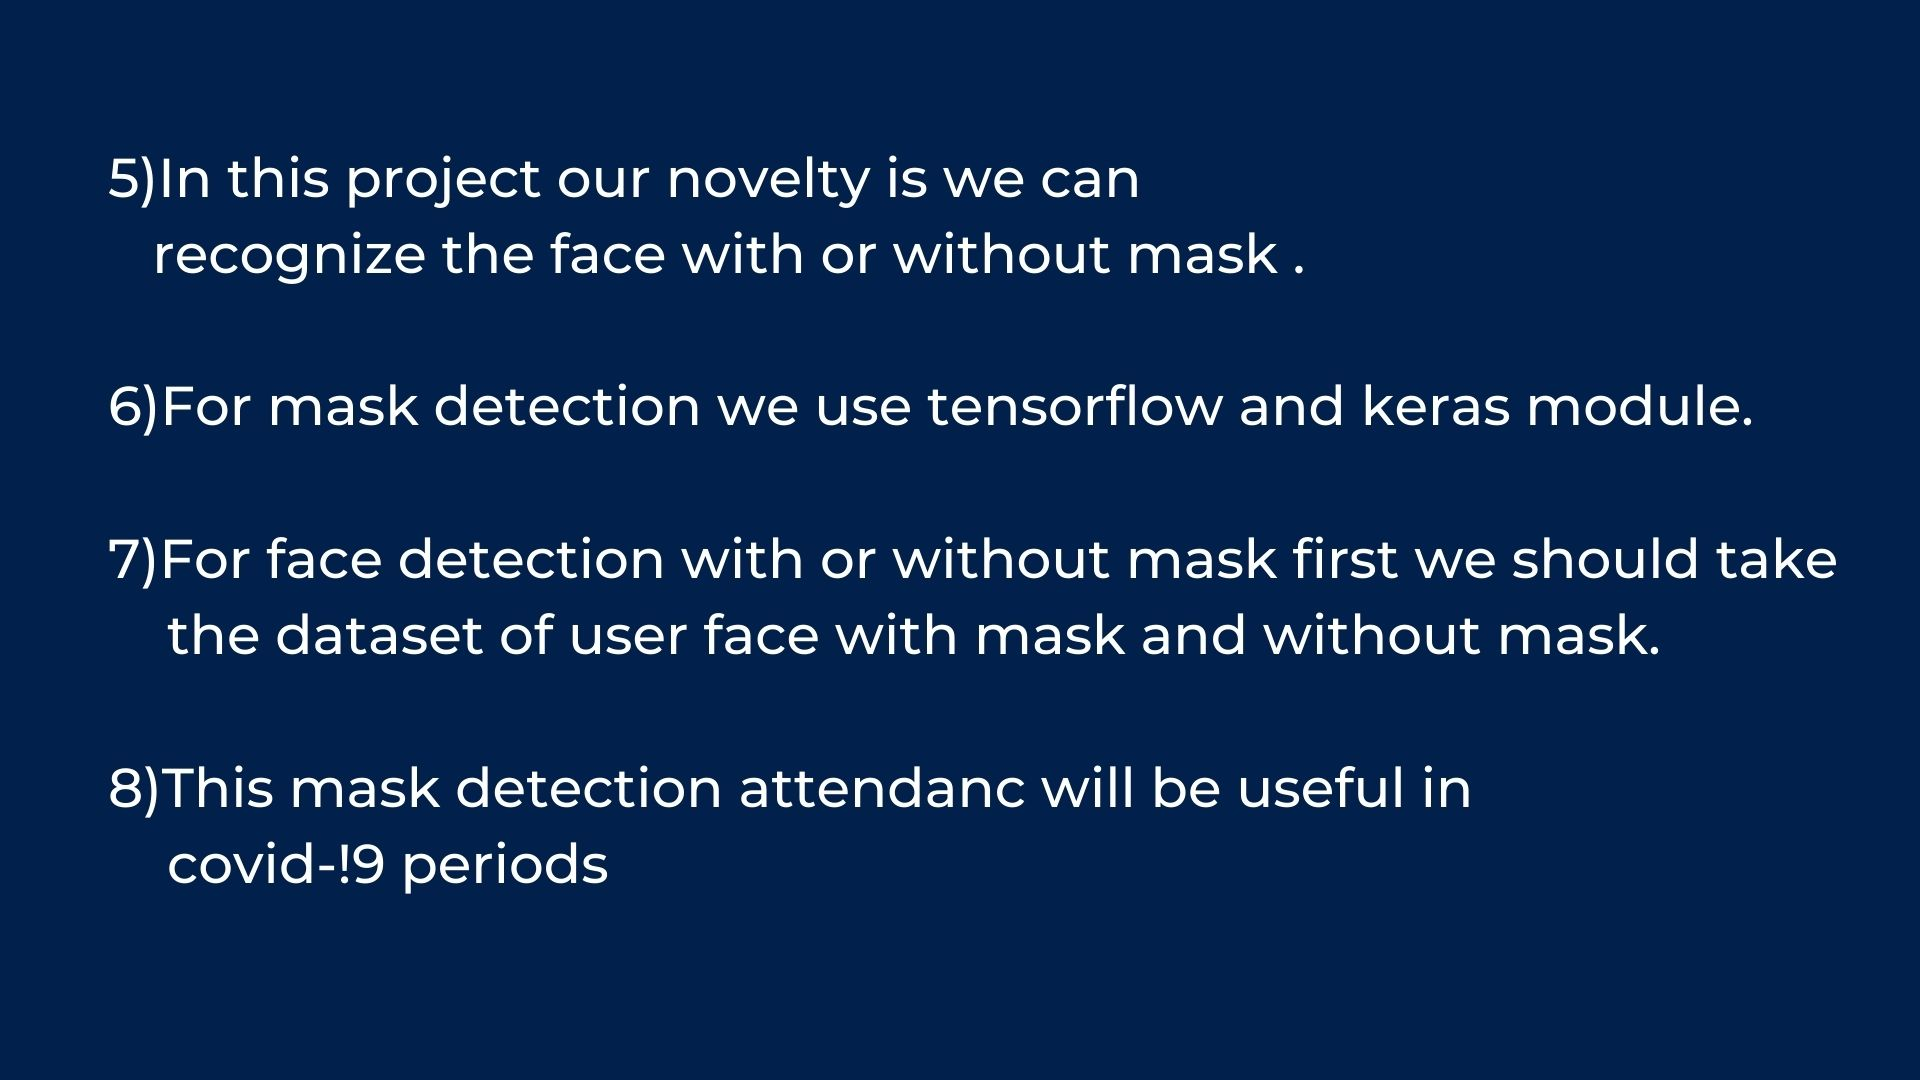 5)In this project our novelty is we can
recognize the face with or without mask .
6)For mask detection we use tensorflow and keras module.
7)For face detection with or without mask first we should take
the dataset of user face with mask and without mask.
8)This mask detection attendanc will be useful in
covid-!9 periods